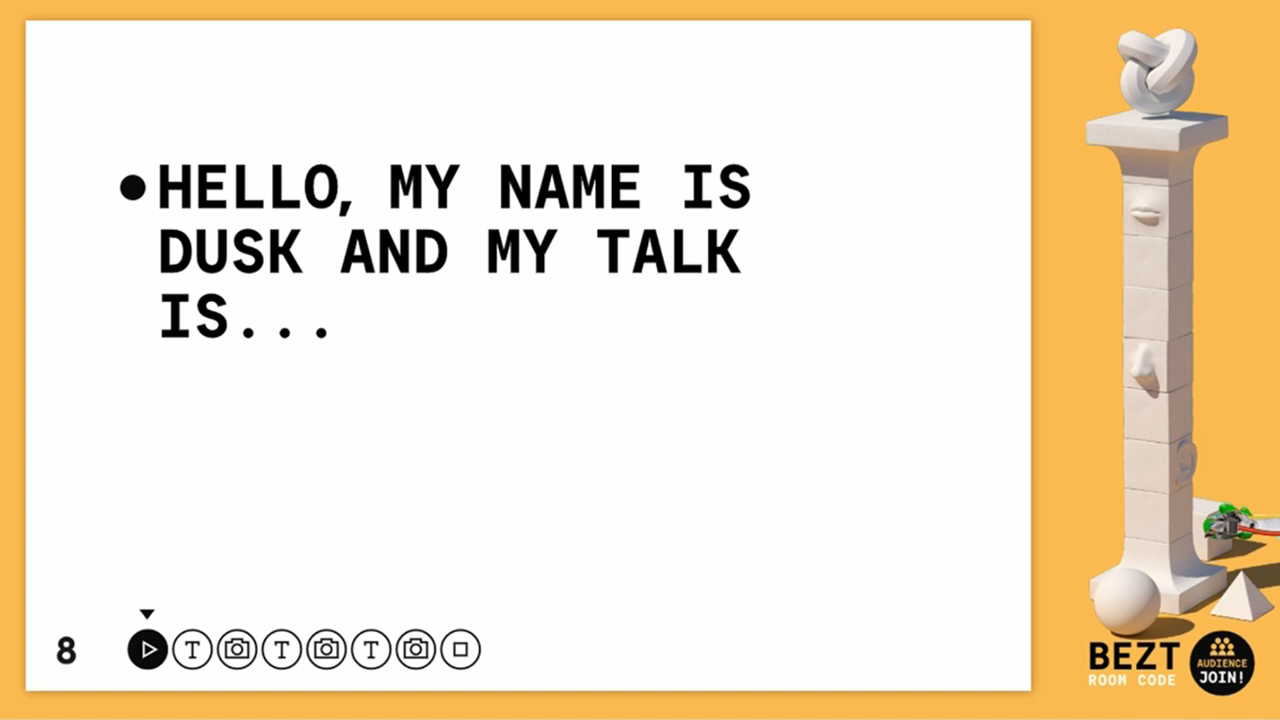 HELLO, MY NAME IS
DUSK AND MY TALK
IS...
8
T T T
BEZT
ROOM CODE
AUDIENCE
JOIN!